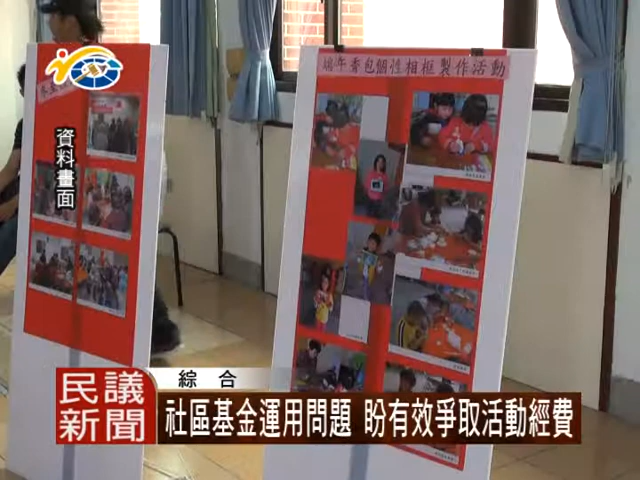 端午香包個性相框製作活動
資料畫面
綜合
民議新聞
社區基金運用問題 盼有效爭取活動經費